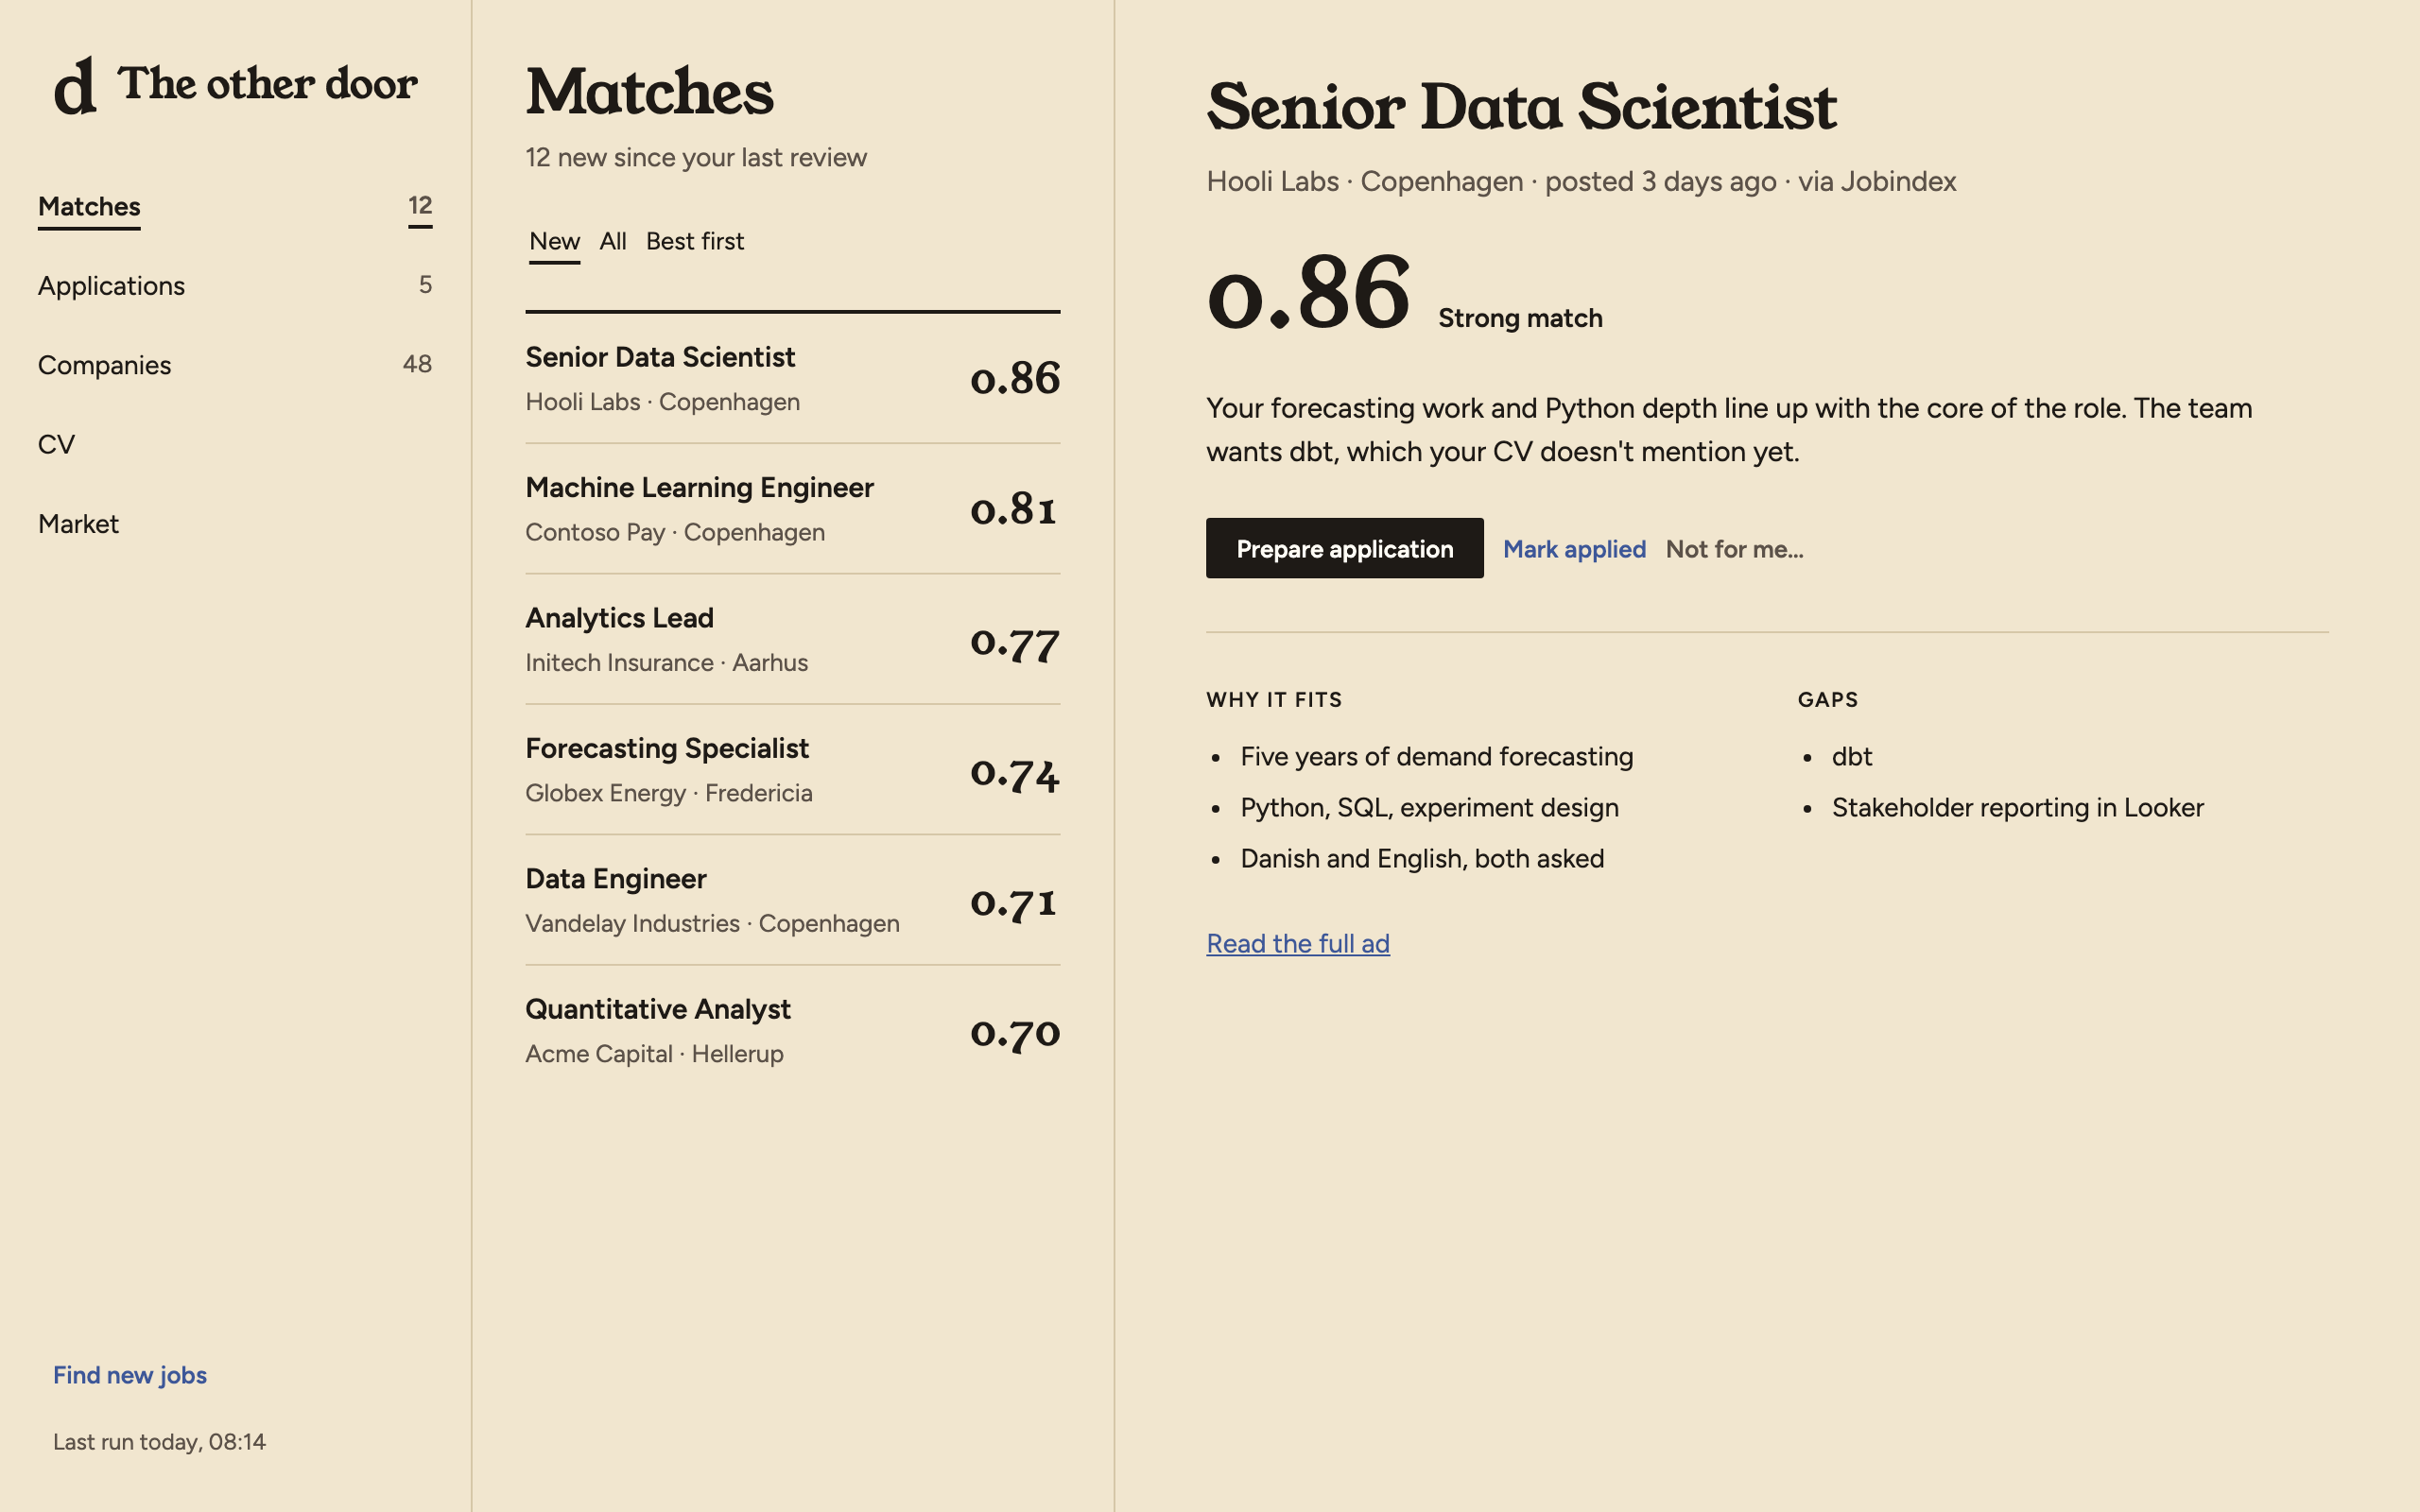 d The other door
Matches 12
Applications 5
Companies 48
CV
Market
Find new jobs
Last run today, 08:14
Matches
12 new since your last review
New All Best first
Senior Data Scientist
Hooli Labs · Copenhagen
0.86
Machine Learning Engineer
Contoso Pay · Copenhagen
0.81
Analytics Lead
Initech Insurance · Aarhus
0.77
Forecasting Specialist
Globex Energy · Fredericia
0.74
Data Engineer
Vandelay Industries · Copenhagen
0.71
Quantitative Analyst
Acme Capital · Hellerup
0.70
Senior Data Scientist
Hooli Labs · Copenhagen · posted 3 days ago · via Jobindex
0.86 Strong match
Your forecasting work and Python depth line up with the core of the role. The team
wants dbt, which your CV doesn't mention yet.
Prepare application Mark applied Not for me...
WHY IT FITS
• Five years of demand forecasting
• Python, SQL, experiment design
• Danish and English, both asked
GAPS
• dbt
• Stakeholder reporting in Looker
Read the full ad